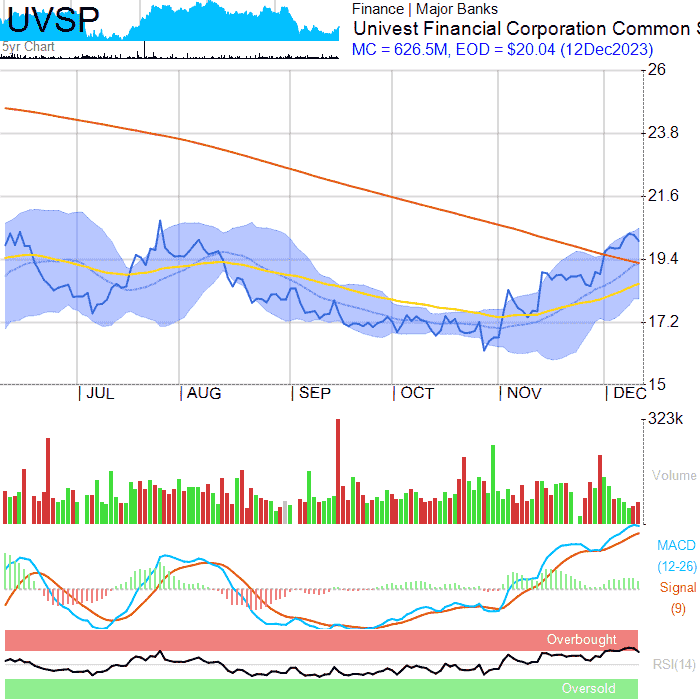 UVSP
5yr Chart
Finance | Major Banks
Univest Financial Corporation Common S
MC = 626.5M, EOD = $20.04 (12Dec2023)
26
23.8
21.6
19.4
17.2
15
JUL AUG SEP OCT NOV DEC
323k
Volume
MACD
(12-26)
Signal
(9)
Overbought
RSI(14)
Oversold